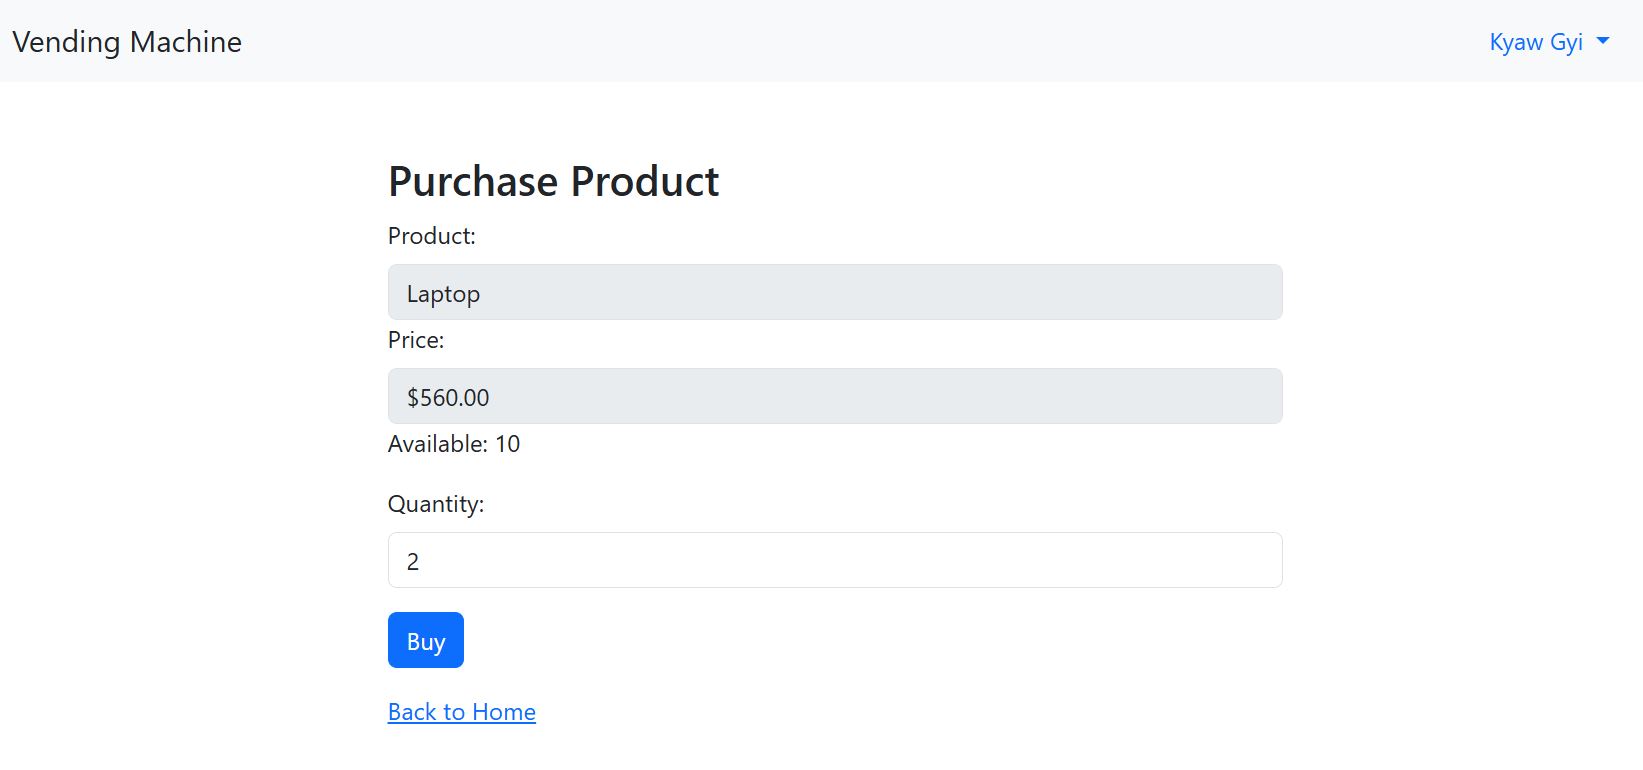 Vending Machine
Kyaw Gyi
Purchase Product
Product:
Laptop
Price:
$560.00
Available: 10
Quantity:
2
Buy
Back to Home